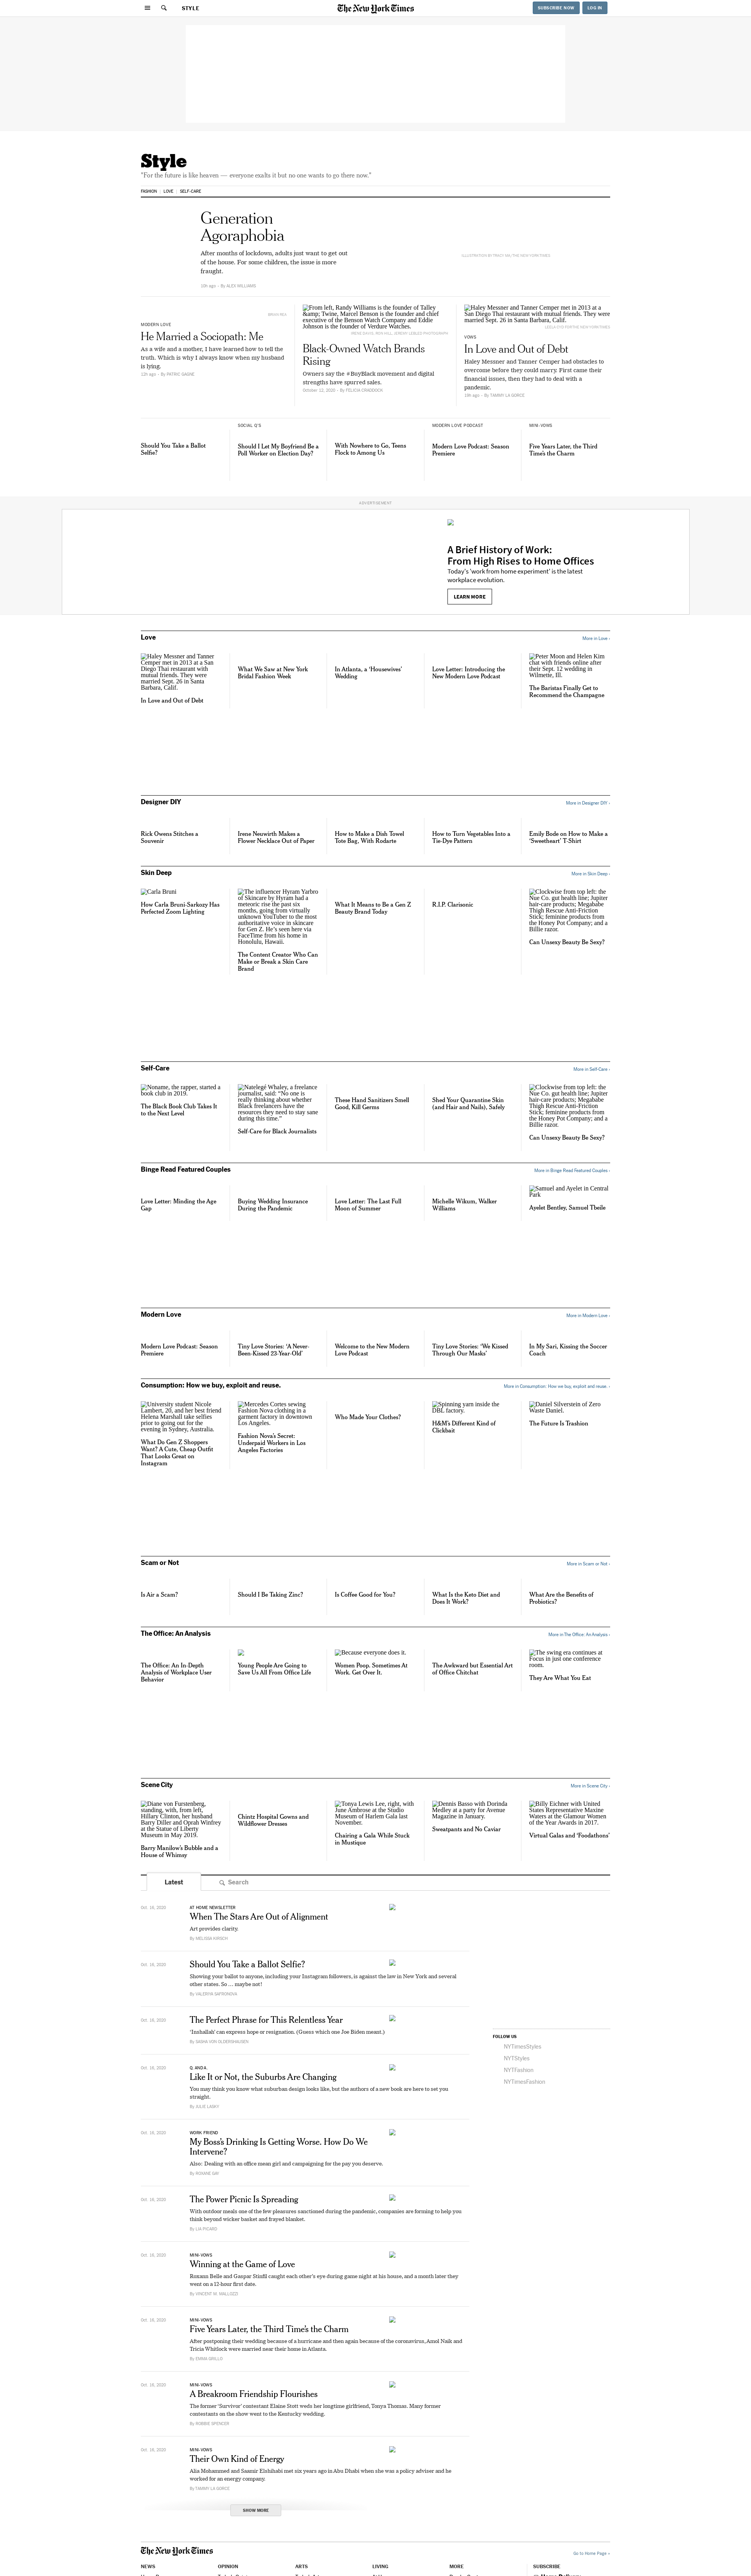 STYLE
The New York Times
SUBSCRIBE NOW
LOG IN
Style
"For the future is like heaven — everyone exalts it but no one wants to go there now."
FASHION
LOVE
SELF-CARE
Generation
Agoraphobia
After months of lockdown, adults just want to get out
of the house. For some children, the issue is more
fraught.
By ALEX WILLIAMS
MODERN LOVE
He Married a Sociopath: Me
As a wife and a mother, I have learned how to tell the
truth. Which is why I always know when my husband
is lying.
12h ago · By PATRIC GAGNE
From left, Randy Williams is the founder of Talley
&amp; Twine, Marcel Benson is the founder and chief
executive of the Benson Watch Company and Eddie
Johnson is the founder of Verdure Watches.
Black-Owned Watch Brands
Rising
Owners say the #BoyBlack movement and digital
strengths have spurred sales.
October 12, 2020 · By FELICIA CRADDOCK
Haley Messner and Tanner Cemper met in 2013 at a
San Diego Thai restaurant with mutual friends. They were
married Sept. 26 in Santa Barbara, Calif.
VOWS
In Love and Out of Debt
Haley Messner and Tanner Cemper had obstacles to
overcome before they could marry. First came their
financial issues, then they had to deal with a
pandemic.
By TAMMY LA GORCE
Should You Take a Ballot
Selfie?
SOCIAL Q'S
Should I Let My Boyfriend Be a
Poll Worker on Election Day?
With Nowhere to Go, Teens
Flock to Among Us
MODERN LOVE PODCAST
Modern Love Podcast: Season
Premiere
MINI-VOWS
Five Years Later, the Third
Time's the Charm
ADVERTISEMENT
A Brief History of Work:
From High Rises to Home Offices
Today's 'work from home experiment' is the latest
workplace evolution.
LEARN MORE
Love
More in Love ›
Haley Messner and Tanner
Cemper met in 2013 at a San
Diego Thai restaurant with
mutual friends. They were
married Sept. 26 in Santa
Barbara, Calif.
In Love and Out of Debt
What We Saw at New York
Bridal Fashion Week
In Atlanta, a 'Housewives'
Wedding
Love Letter: Introducing the
New Modern Love Podcast
Peter Moon and Helen Kim
chat with friends online after
their Sept. 12 wedding in
Wilmette, Ill.
The Baristas Finally Get to
Recommend the Champagne
Designer DIY
More in Designer DIY ›
Rick Owens Stitches a
Souvenir
Irene Neuwirth Makes a
Flower Necklace Out of Paper
How to Make a Dish Towel
Tote Bag, With Rodarte
How to Turn Vegetables Into a
Tie-Dye Pattern
Emily Bode on How to Make a
'Sweetheart' T-Shirt
Skin Deep
More in Skin Deep ›
Carla Bruni
How Carla Bruni-Sarkozy Has
Perfected Zoom Lighting
The influencer Hyram Yarbro
of Skincare by Hyram had a
meteoric rise the past six
months, going from virtually
unknown YouTuber to the most
authoritative voice in skincare
for Gen Z. He's seen here via
FaceTime from his home in
Honolulu, Hawaii.
The Content Creator Who Can
Make or Break a Skin Care
Brand
What It Means to Be a Gen Z
Beauty Brand Today
R.I.P. Clarisonic
Clockwise from top left: the
Nue Co. gut health line; Jupiter
hair-care products; Megababe
Thigh Rescue Anti-Friction
Stick; feminine products from
the Honey Pot Company; and a
Billie razor.
Can Unsexy Beauty Be Sexy?
Self-Care
More in Self-Care ›
Noname, the rapper, started a
book club in 2019.
The Black Book Club Takes It
to the Next Level
Natelegé Whaley, a freelance
journalist, said: "No one is
really thinking about whether
Black freelancers have the
resources they need to stay sane
during this time."
Self-Care for Black Journalists
These Hand Sanitizers Smell
Good, Kill Germs
Shed Your Quarantine Skin
(and Hair and Nails), Safely
Clockwise from top left: the
Nue Co. gut health line; Jupiter
hair-care products; Megababe
Thigh Rescue Anti-Friction
Stick; feminine products from
the Honey Pot Company; and a
Billie razor.
Can Unsexy Beauty Be Sexy?
Binge Read Featured Couples
More in Binge Read Featured Couples ›
Love Letter: Minding the Age
Gap
Buying Wedding Insurance
During the Pandemic
Love Letter: The Last Full
Moon of Summer
Michelle Wikum, Walker
Williams
Samuel and Ayelet in Central
Park
Ayelet Bentley, Samuel Theile
Modern Love
More in Modern Love ›
Modern Love Podcast: Season
Premiere
Tiny Love Stories: 'A Never-
Been-Kissed 23-Year-Old'
Welcome to the New Modern
Love Podcast
Tiny Love Stories: 'We Kissed
Through Our Masks'
In My Sari, Kissing the Soccer
Coach
Consumption: How we buy, exploit and reuse.
More in Consumption: How we buy, exploit and reuse. ›
University student Nicole
Lambert, 20, and her best friend
Helena Marshall take selfies
prior to going out for the
evening in Sydney, Australia.
What Do Gen Z Shoppers
Want? A Cute, Cheap Outfit
That Looks Great on
Instagram
Mercedes Cortes sewing
Fashion Nova clothing in a
garment factory in downtown
Los Angeles.
Fashion Nova's Secret:
Underpaid Workers in Los
Angeles Factories
Who Made Your Clothes?
Spinning yarn inside the
DBL factory.
H&M's Different Kind of
Clickbait
Daniel Silverstein of Zero
Waste Daniel.
The Future Is Trashion
Scam or Not
More in Scam or Not ›
Is Air a Scam?
Should I Be Taking Zinc?
Is Coffee Good for You?
What Is the Keto Diet and
Does It Work?
What Are the Benefits of
Probiotics?
The Office: An Analysis
More in The Office: An Analysis ›
The Office: An In-Depth
Analysis of Workplace User
Behavior
Young People Are Going to
Save Us All From Office Life
Because everyone does it.
Women Poop. Sometimes At
Work. Get Over It.
The Awkward but Essential Art
of Office Chitchat
The swing era continues at
Focus in just one conference
room.
They Are What You Eat
Scene City
More in Scene City ›
Diane von Furstenberg,
standing, with, from left,
Hillary Clinton, her husband
Barry Diller and Oprah Winfrey
at the Statue of Liberty
Museum in May 2019.
Barry Manilow's Bubble and a
House of Whimsy
Chintz Hospital Gowns and
Wildflower Dresses
Tonya Lewis Lee, right, with
June Ambrose at the Studio
Museum of Harlem Gala last
November.
Chairing a Gala While Stuck
in Mustique
Dennis Basso with Dorinda
Medley at a party for Avenue
Magazine in January.
Sweatpants and No Caviar
Billy Eichner with United
States Representative Maxine
Waters at the Glamour Women
of the Year Awards in 2017.
Virtual Galas and 'Foodathons'
Latest
Search
AT HOME NEWSLETTER
When The Stars Are Out of Alignment
Art provides clarity.
By MELISSA KIRSCH
Should You Take a Ballot Selfie?
Showing your ballot to anyone, including your Instagram followers, is against the law in New York and several
other states. So ... maybe not!
By VALERIYA SAFRONOVA
The Perfect Phrase for This Relentless Year
'Inshallah' can express hope or resignation. (Guess which one Joe Biden meant.)
Q. AND A.
Like It or Not, the Suburbs Are Changing
You may think you know what suburban design looks like, but the authors of a new book are here to set you
straight.
By JULIE LASKY
WORK FRIEND
My Boss's Drinking Is Getting Worse. How Do We
Intervene?
Also: Dealing with an office mean girl and campaigning for the pay you deserve.
By ROXANE GAY
The Power Picnic Is Spreading
With outdoor meals one of the few pleasures sanctioned during the pandemic, companies are forming to help you
think beyond wicker basket and frayed blanket.
By LIA PICARD
MINI-VOWS
Winning at the Game of Love
Romaus Belle and Gaspar Stinfil caught each other's eye during game night at his house, and a month later they
went on a 12-hour first date.
By VINCENT M. MALLOZZI
MINI-VOWS
Five Years Later, the Third Time's the Charm
After postponing their wedding because of a hurricane and then again because of the coronavirus, Amol Naik and
Tricia Whitlock were married near their home in Atlanta.
MINI-VOWS
A Breakroom Friendship Flourishes
The former 'Survivor' contestant Elaine Stott weds her longtime girlfriend, Tonya Thomas. Many former
contestants on the show went to the Kentucky wedding.
By ROBBIE SPENCER
MINI-VOWS
Their Own Kind of Energy
Alia Mohammed and Saamir Elshihabi met six years ago in Abu Dhabi when she was a policy adviser and he
worked for an energy company.
By TAMMY LA GORCE
SHOW MORE
FOLLOW US
NYTimesStyles
NYTStyles
NYTFashion
NYTimesFashion
The New York Times
Go to Home Page »
NEWS
OPINION
ARTS
LIVING
MORE
SUBSCRIBE